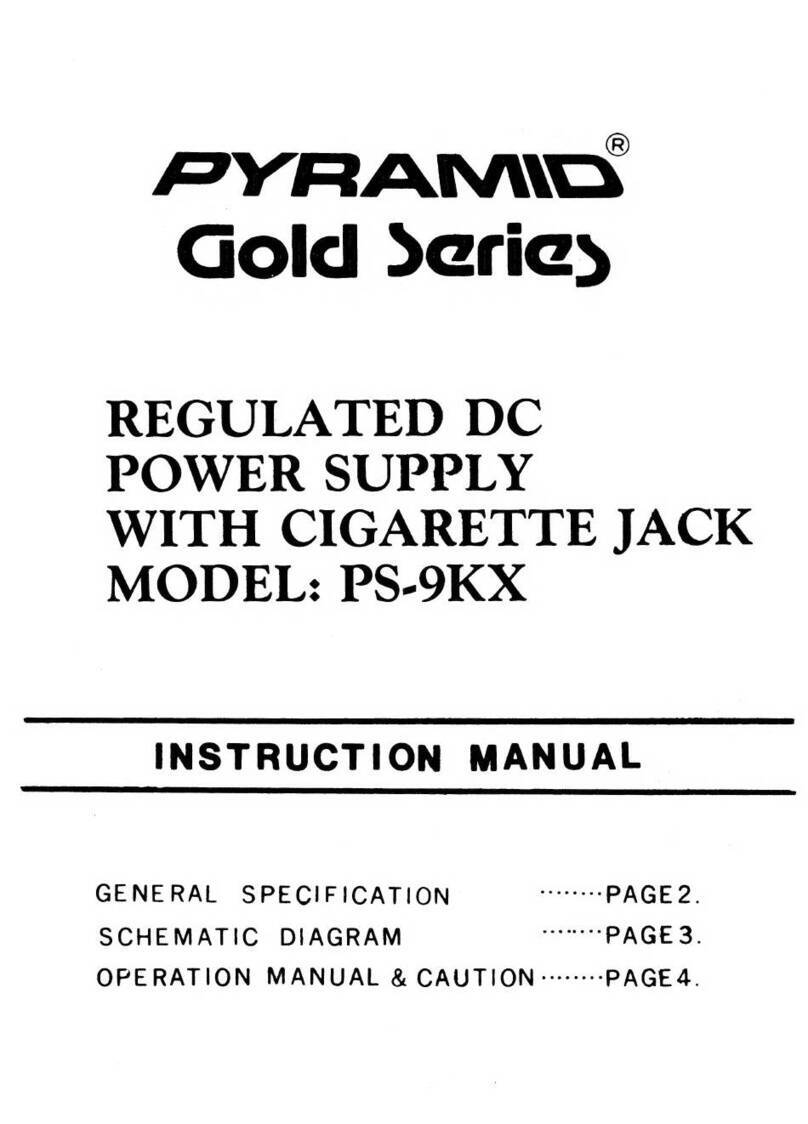 PYRAMID®
Gold Series
REGULATED DC
POWER SUPPLY
WITH CIGARETTE JACK
MODEL: PS-9KX
INSTRUCTION MANUAL
GENERAL SPECIFICATION ········PAGE2.
SCHEMATIC DIAGRAM ········PAGE3.
OPERATION MANUAL & CAUTION ········PAGE4.